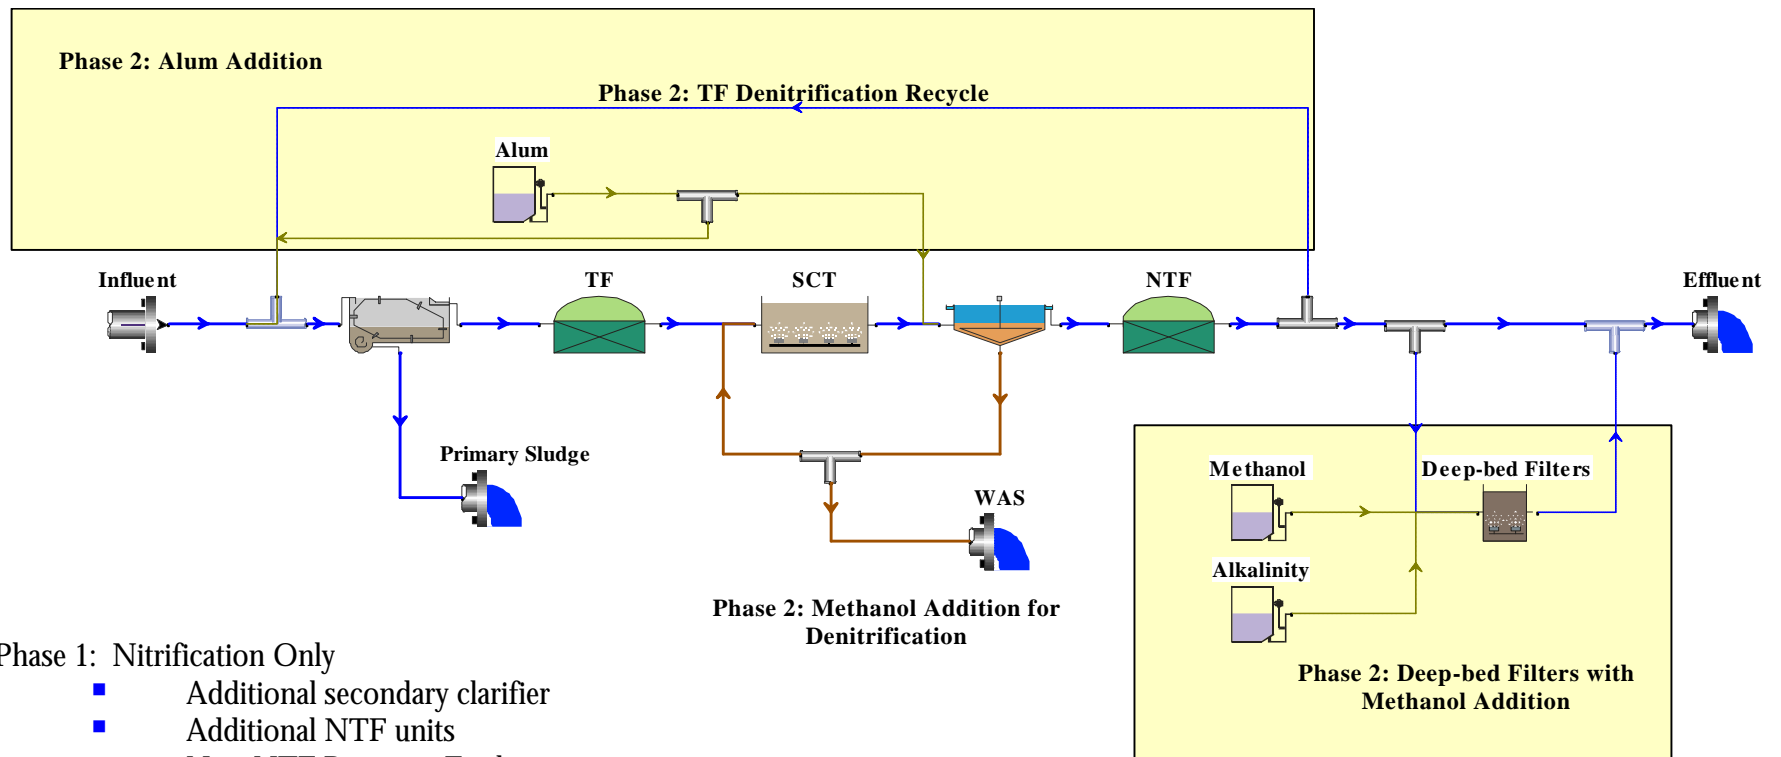 Phase 2: Alum Addition
Phase 2: TF Denitrification Recycle
Alum
Influent
TF
SCT
NTF
Effluent
Primary Sludge
WAS
Methanol
Deep-bed Filters
Alkalinity
Phase 2: Methanol Addition for
Denitrification
Phase 2: Deep-bed Filters with
Methanol Addition
Phase 1: Nitrification Only
Additional secondary clarifier
Additional NTF units